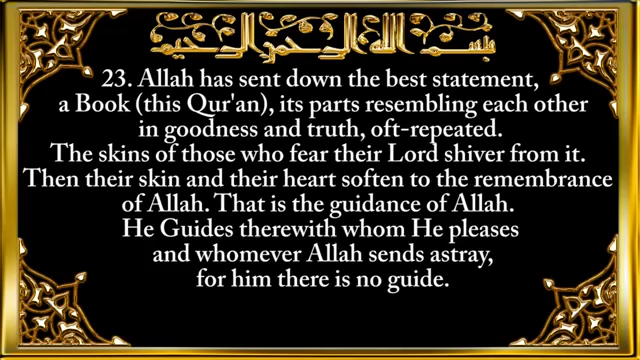 بسم الله الرحمن الرحيم
23. Allah has sent down the best statement,
a Book (this Qur'an), its parts resembling each other
in goodness and truth, oft-repeated.
The skins of those who fear their Lord shiver from it.
Then their skin and their heart soften to the remembrance
of Allah. That is the guidance of Allah.
He Guides therewith whom He pleases
and whomever Allah sends astray,
for him there is no guide.